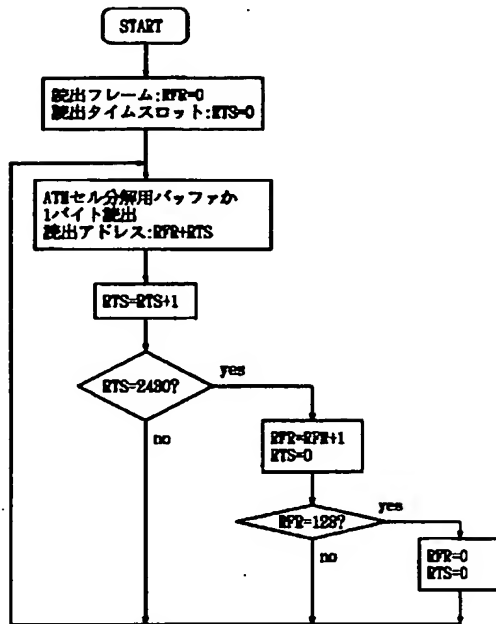 START
読出フレーム:RFR=0
読出タイムスロット:RTS=0
ATMセル分解用バッファか
1バイト読出
読出アドレス:RFR+RTS
RTS=RTS+1
RTS=2430?
yes
no
RFR=RFR+1
RTS=0
RFR=128?
yes
no
RFR=0
RTS=0